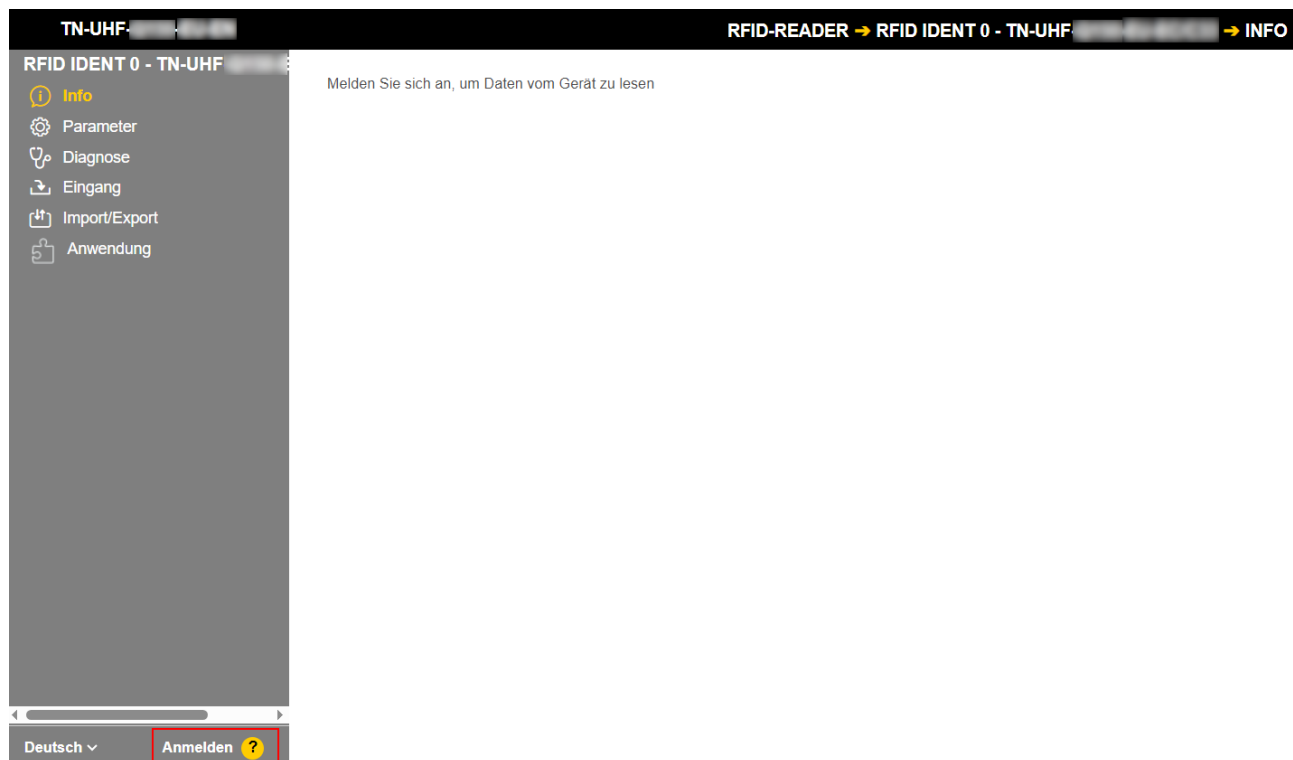 TN-UHF-
RFID-READER ➔ RFID IDENT 0 - TN-UHF- ➔ INFO
RFID IDENT 0 - TN-UHF
Info
Melden Sie sich an, um Daten vom Gerät zu lesen
Parameter
Diagnose
Eingang
Import/Export
Anwendung
Deutsch
Anmelden ?